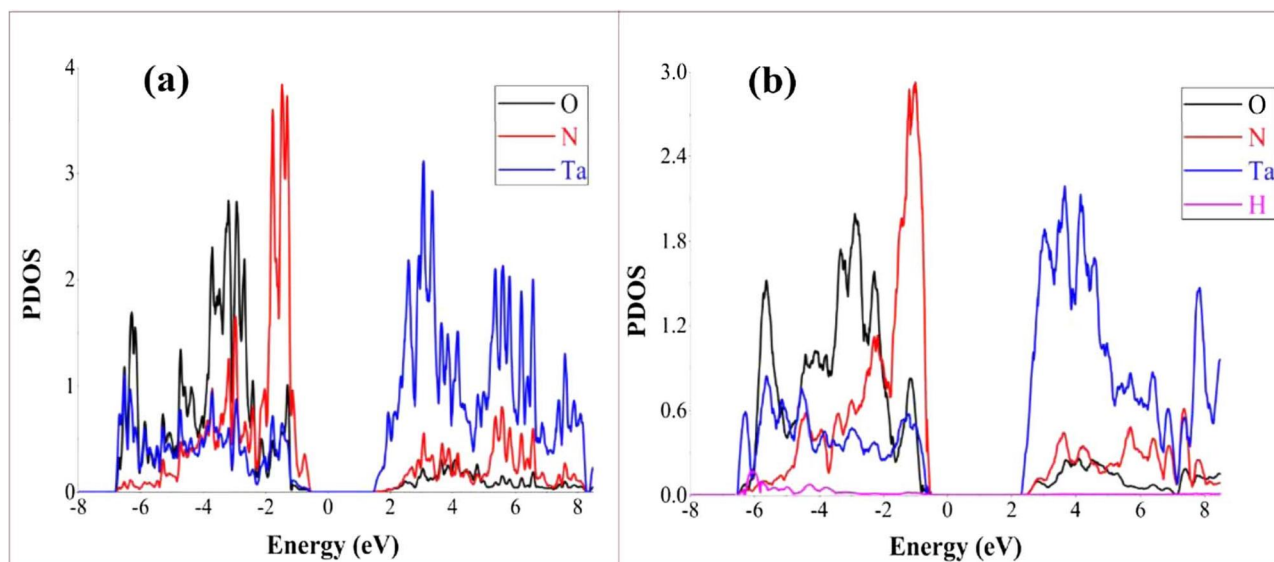 (a)
O
N
Ta
4
3
2
1
0
PDOS
-8 -6 -4 -2 0 2 4 6 8
Energy (eV)
(b)
O
N
Ta
H
3.0
2.4
1.8
1.2
0.6
0.0
PDOS
-8 -6 -4 -2 0 2 4 6 8
Energy (eV)